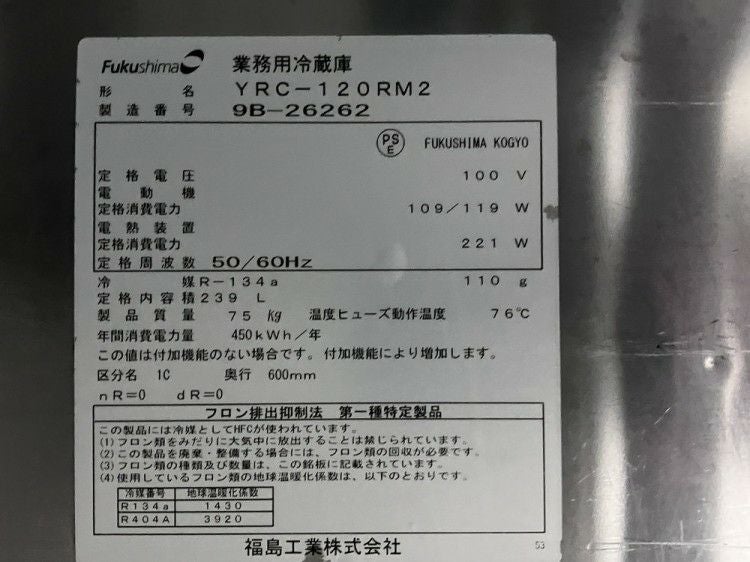 Fukushima 業務用冷蔵庫
形名 YRC-120RM2
製造番号 9B-26262
PSE FUKUSHIMA KOGYO
定格電圧 100 V
電動機
定格消費電力 109/119 W
電熱装置
定格消費電力 221 W
定格周波数 50/60Hz
冷媒 R-134a 110 g
定格内容積 239 L
製品質量 75 Kg 温度ヒューズ動作温度 76℃
年間消費電力量 450kWh/年
この値は付加機能のない場合です。付加機能により増加します。
区分名 1C 奥行 600mm
nR=0 dR=0
フロン排出抑制法 第一種特定製品
この製品には冷媒としてHFCが使われています。
(1)フロン類をみだりに大気中に放出することは禁じられています。
(2)この製品を廃棄・整備する場合には、フロン類の回収が必要です。
(3)フロン類の種類及び数量は、この銘板に記載されています。
(4)使用しているフロン類の地球温暖化係数は、以下のとおりです。
冷媒番号 地球温暖化係数
R134a 1430
R404A 3920
福島工業株式会社 53